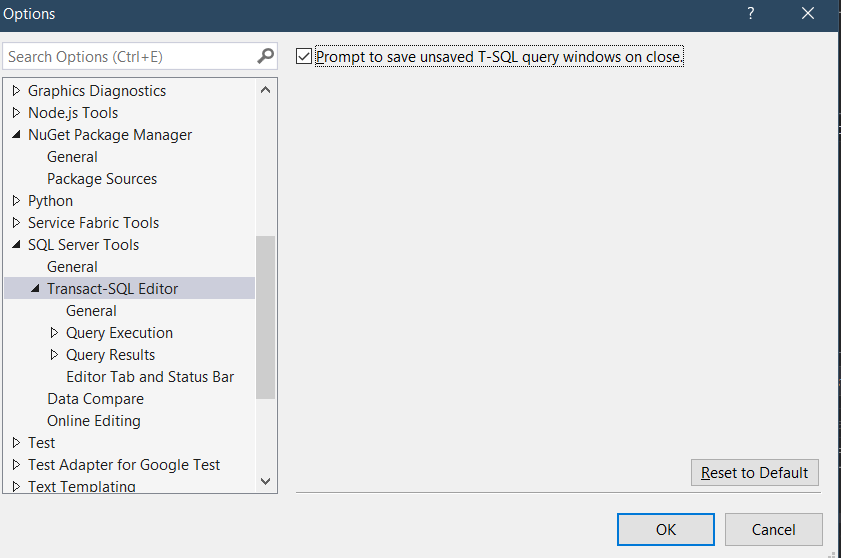 Options
?
Search Options (Ctrl+E)
Graphics Diagnostics
Node.js Tools
NuGet Package Manager
General
Package Sources
Python
Service Fabric Tools
SQL Server Tools
General
Transact-SQL Editor
General
Query Execution
Query Results
Editor Tab and Status Bar
Data Compare
Online Editing
Test
Test Adapter for Google Test
Text Templating
Prompt to save unsaved T-SQL query windows on close.
Reset to Default
OK
Cancel